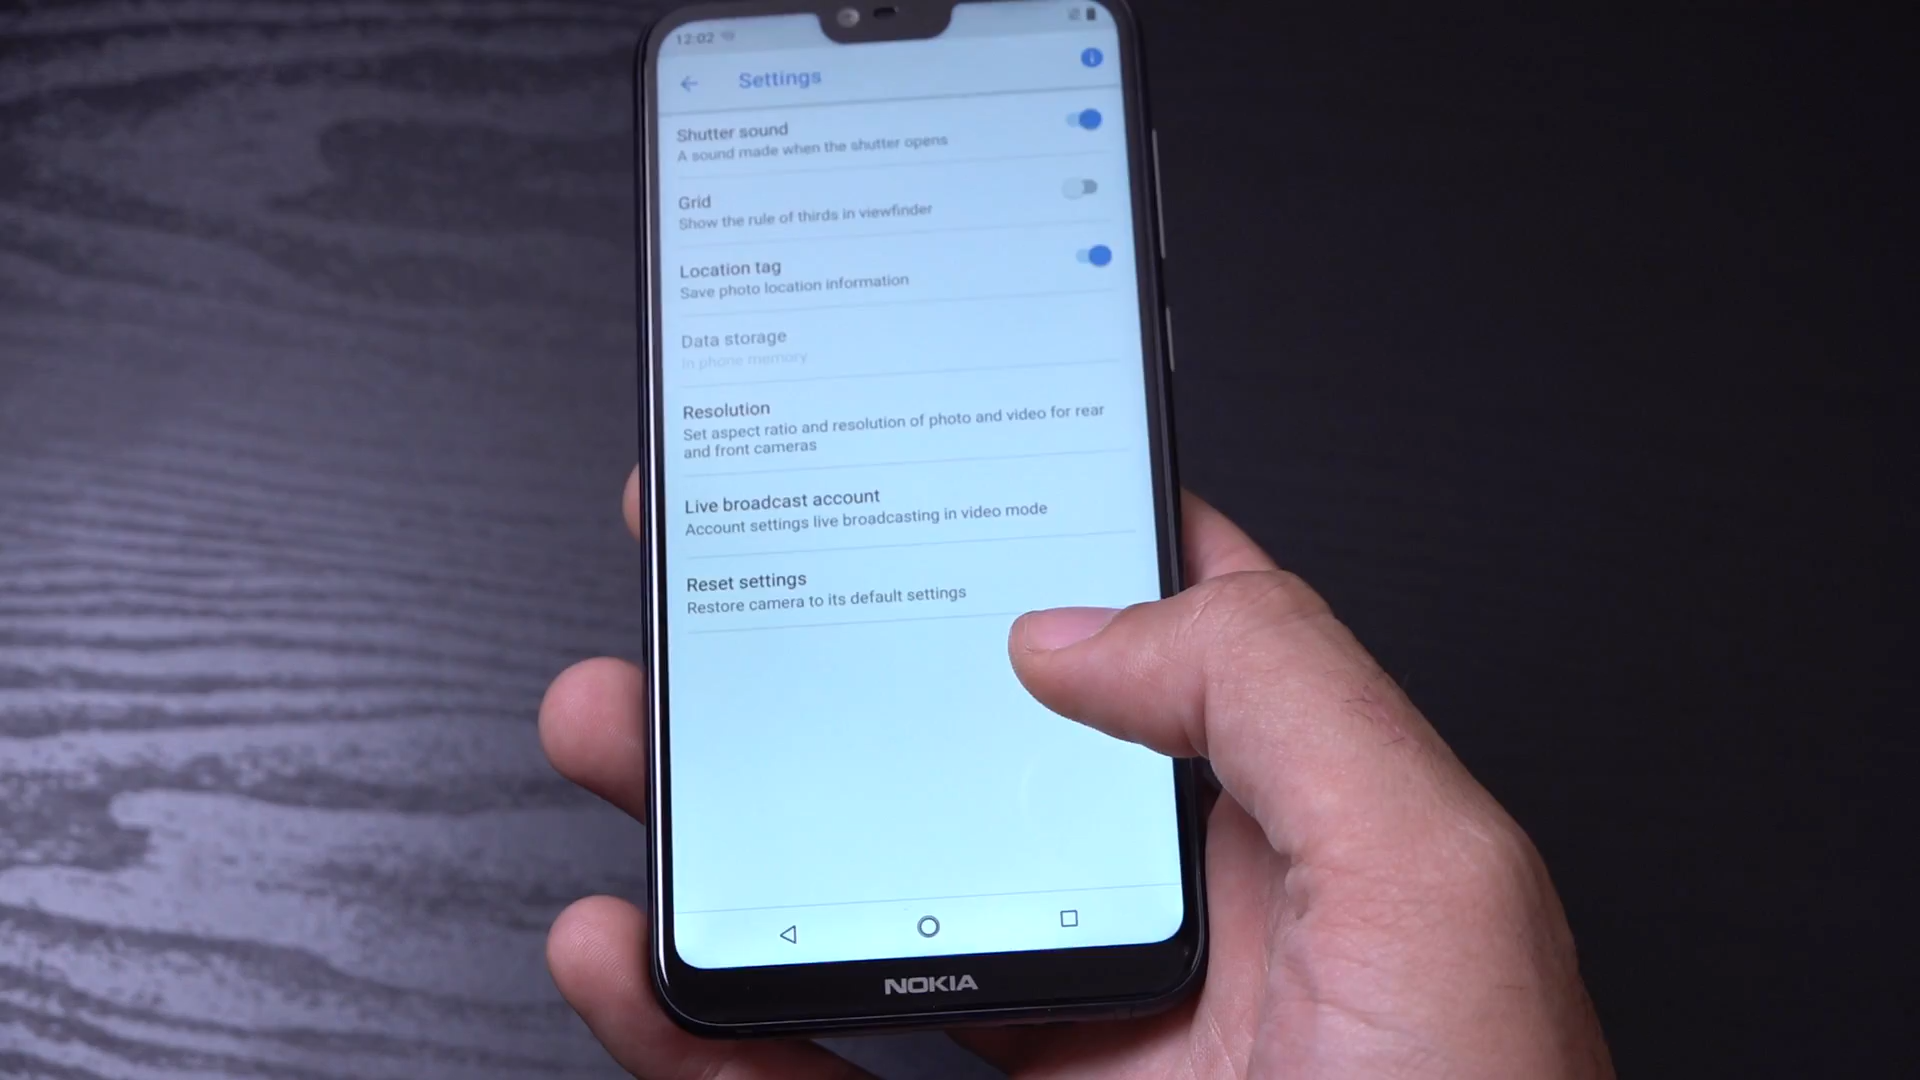 12:02
Settings
Shutter sound
A sound made when the shutter opens
Grid
Show the rule of thirds in viewfinder
Location tag
Save photo location information
Data storage
In phone memory
Resolution
Set aspect ratio and resolution of photo and video for rear
and front cameras
Live broadcast account
Account settings live broadcasting in video mode
Reset settings
Restore camera to its default settings
NOKIA